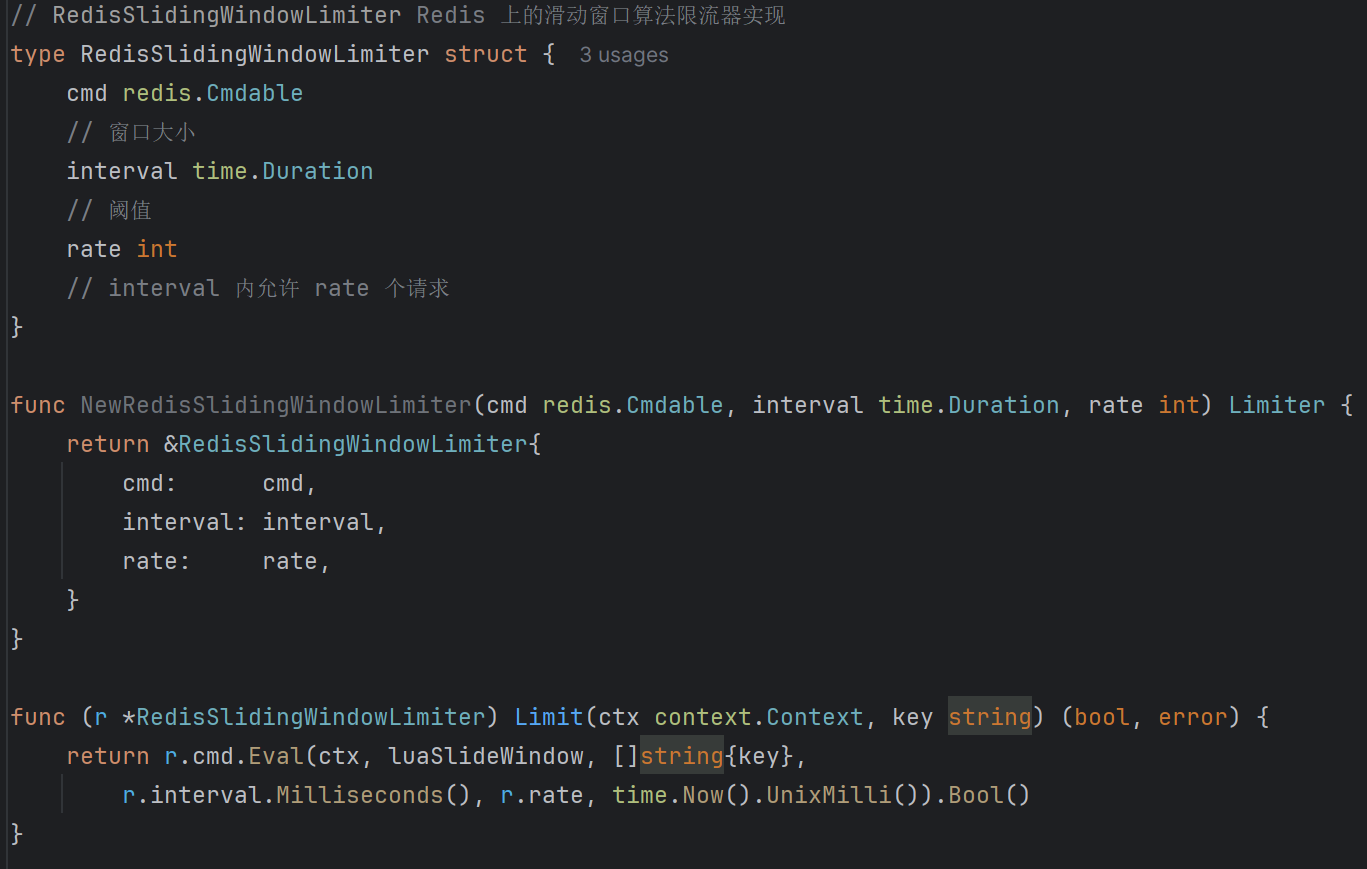 // RedisSlidingWindowLimiter Redis 上的滑动窗口算法限流器实现
type RedisSlidingWindowLimiter struct { 3 usages
    cmd redis.Cmdable
    // 窗口大小
    interval time.Duration
    // 阈值
    rate int
    // interval 内允许 rate 个请求
}

func NewRedisSlidingWindowLimiter(cmd redis.Cmdable, interval time.Duration, rate int) Limiter {
    return &RedisSlidingWindowLimiter{
        cmd:      cmd,
        interval: interval,
        rate:     rate,
    }
}

func (r *RedisSlidingWindowLimiter) Limit(ctx context.Context, key string) (bool, error) {
    return r.cmd.Eval(ctx, luaSlideWindow, []string{key},
        r.interval.Milliseconds(), r.rate, time.Now().UnixMilli()).Bool()
}